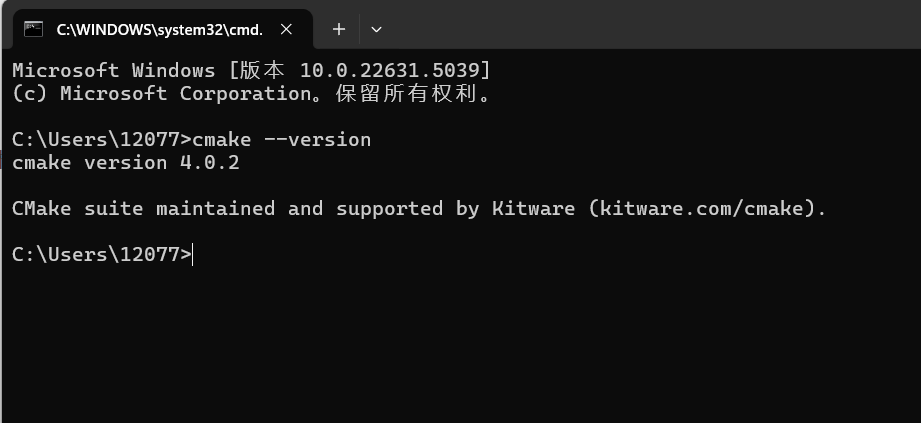 C:\WINDOWS\system32\cmd.
Microsoft Windows [版本 10.0.22631.5039]
(c) Microsoft Corporation。保留所有权利。
C:\Users\12077>cmake --version
cmake version 4.0.2
CMake suite maintained and supported by Kitware (kitware.com/cmake).
C:\Users\12077>